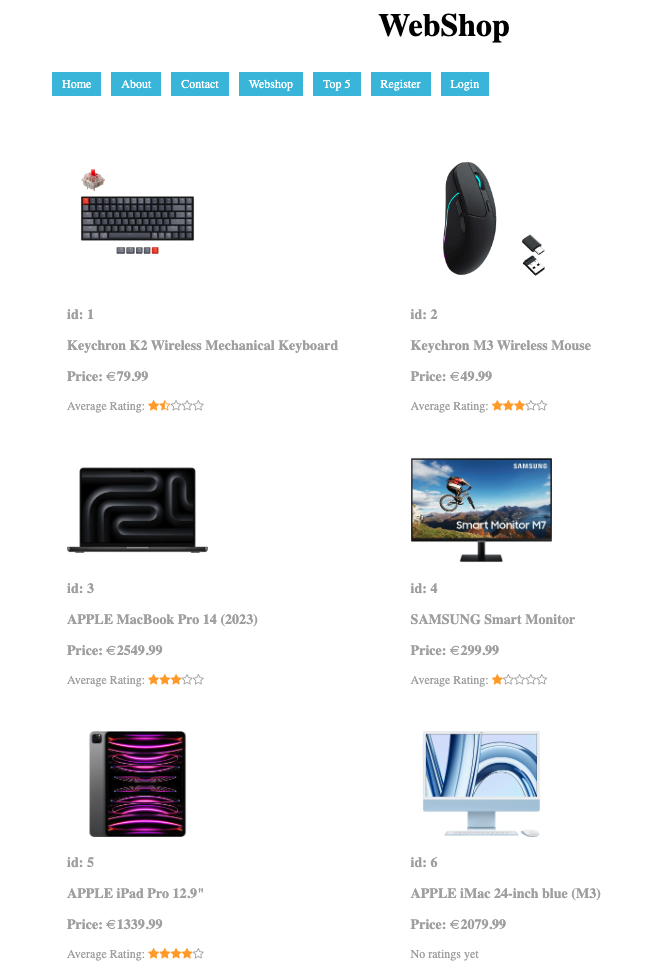 WebShop
Home About Contact Webshop Top 5 Register Login
id: 1
Keychron K2 Wireless Mechanical Keyboard
Price: €79.99
Average Rating:
id: 2
Keychron M3 Wireless Mouse
Price: €49.99
Average Rating:
SAMSUNG
Smart Monitor M7
id: 3
APPLE MacBook Pro 14 (2023)
Price: €2549.99
Average Rating:
id: 4
SAMSUNG Smart Monitor
Price: €299.99
Average Rating:
id: 5
APPLE iPad Pro 12.9"
Price: €1339.99
Average Rating:
id: 6
APPLE iMac 24-inch blue (M3)
Price: €2079.99
No ratings yet